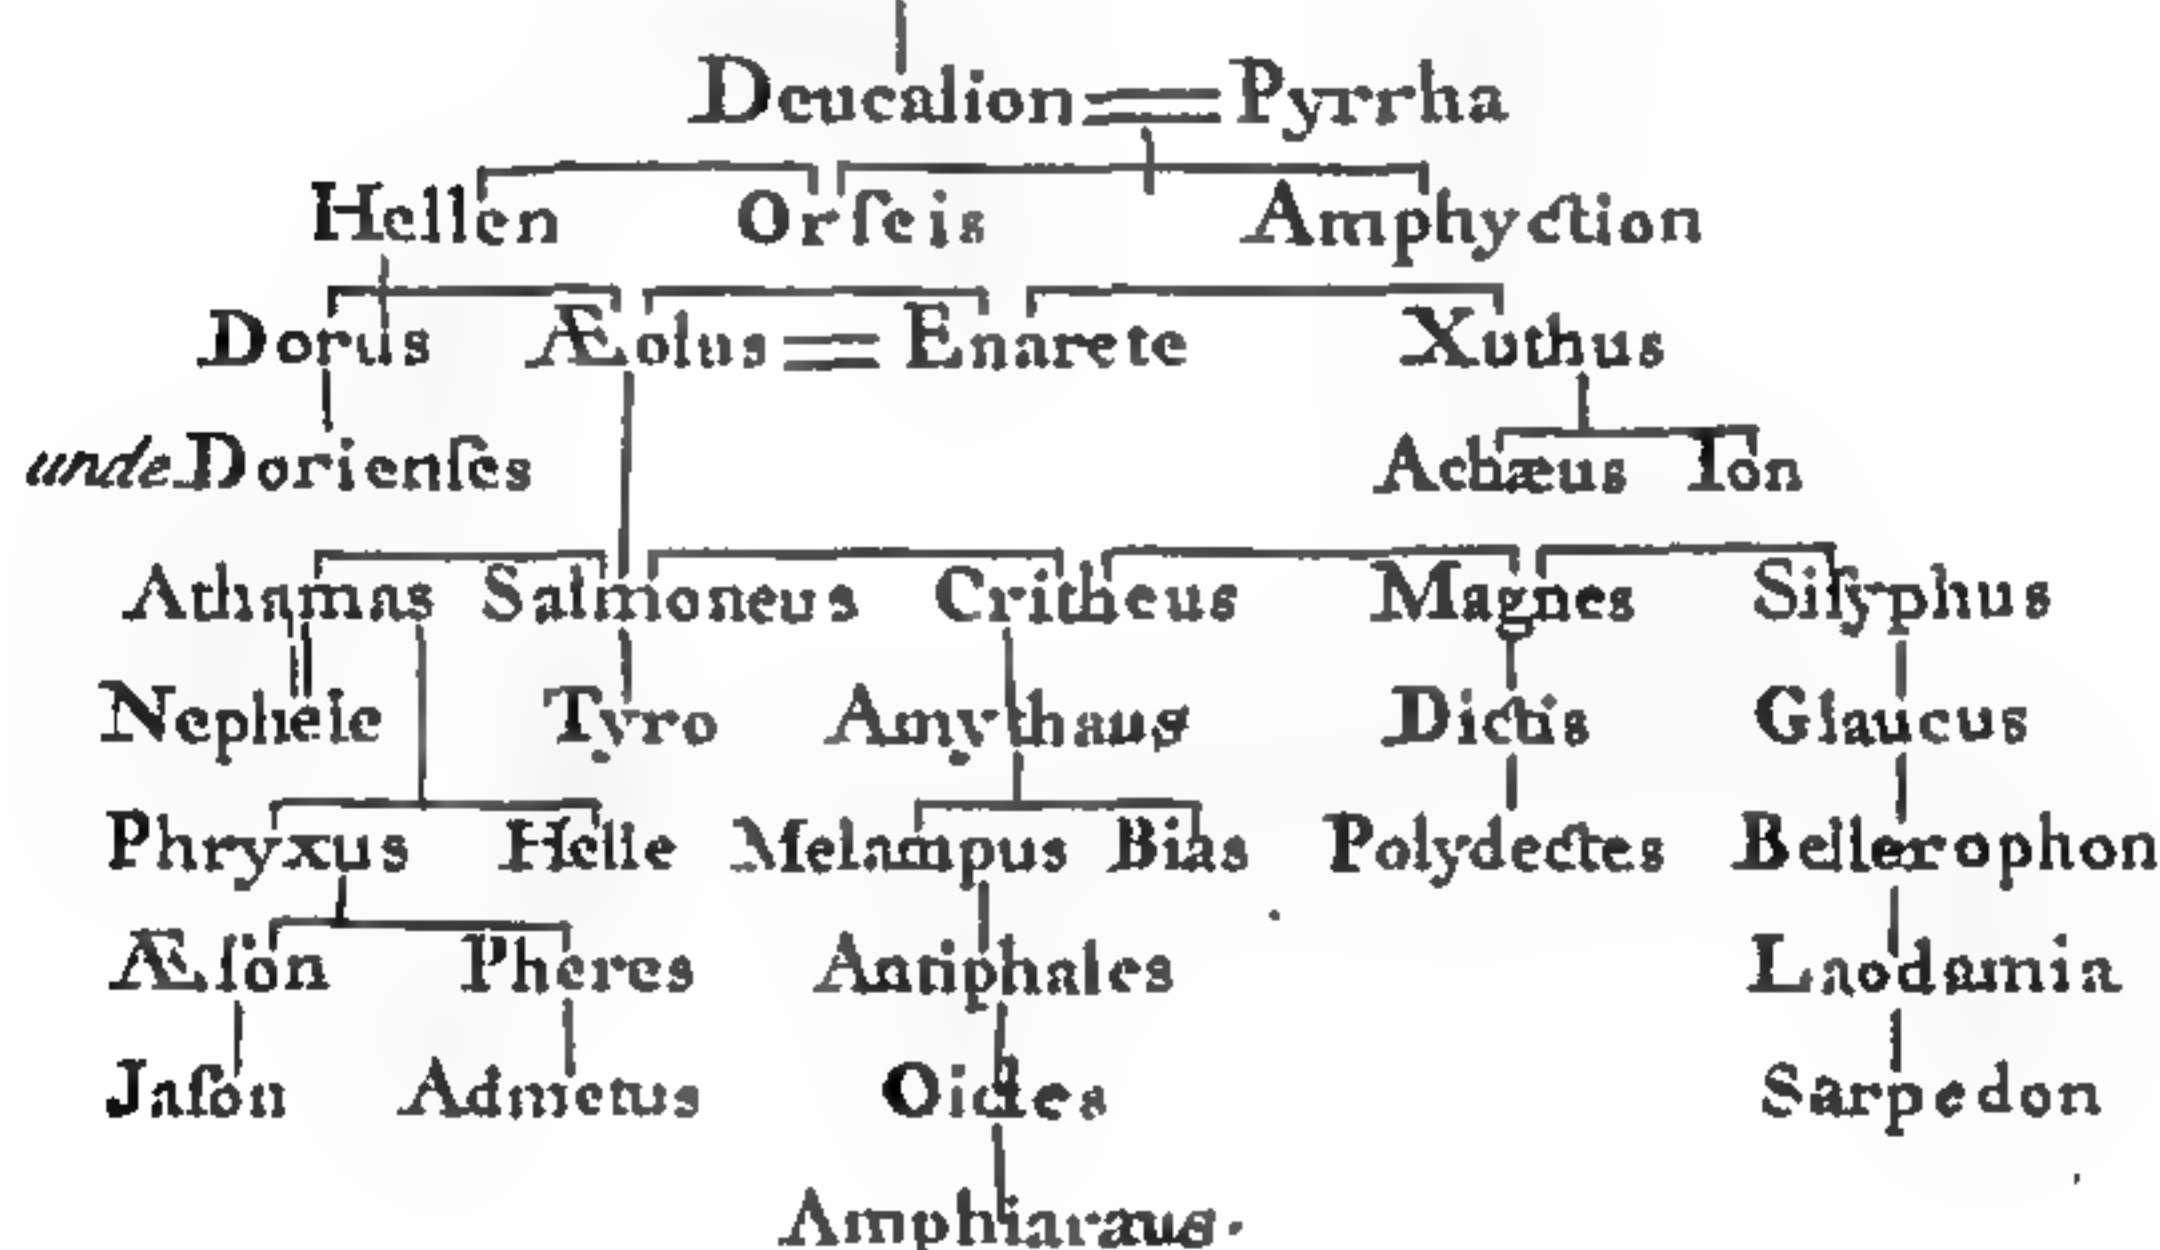 Deucalion Pyrrha
Hellen Orſeis Amphyction
Dorus Æolus Enarete Xuthus
unde Dorienſes Achæus Ion
Athamas Salmoneus Critheus Magnes Siſyphus
Nephele Tyro Amythaus Dictis Glaucus
Phryxus Helle Melampus Bias Polydectes Bellerophon
Æſon Pheres Antiphales Laodamia
Jaſon Admetus Oicles Sarpedon
Amphiaraus.